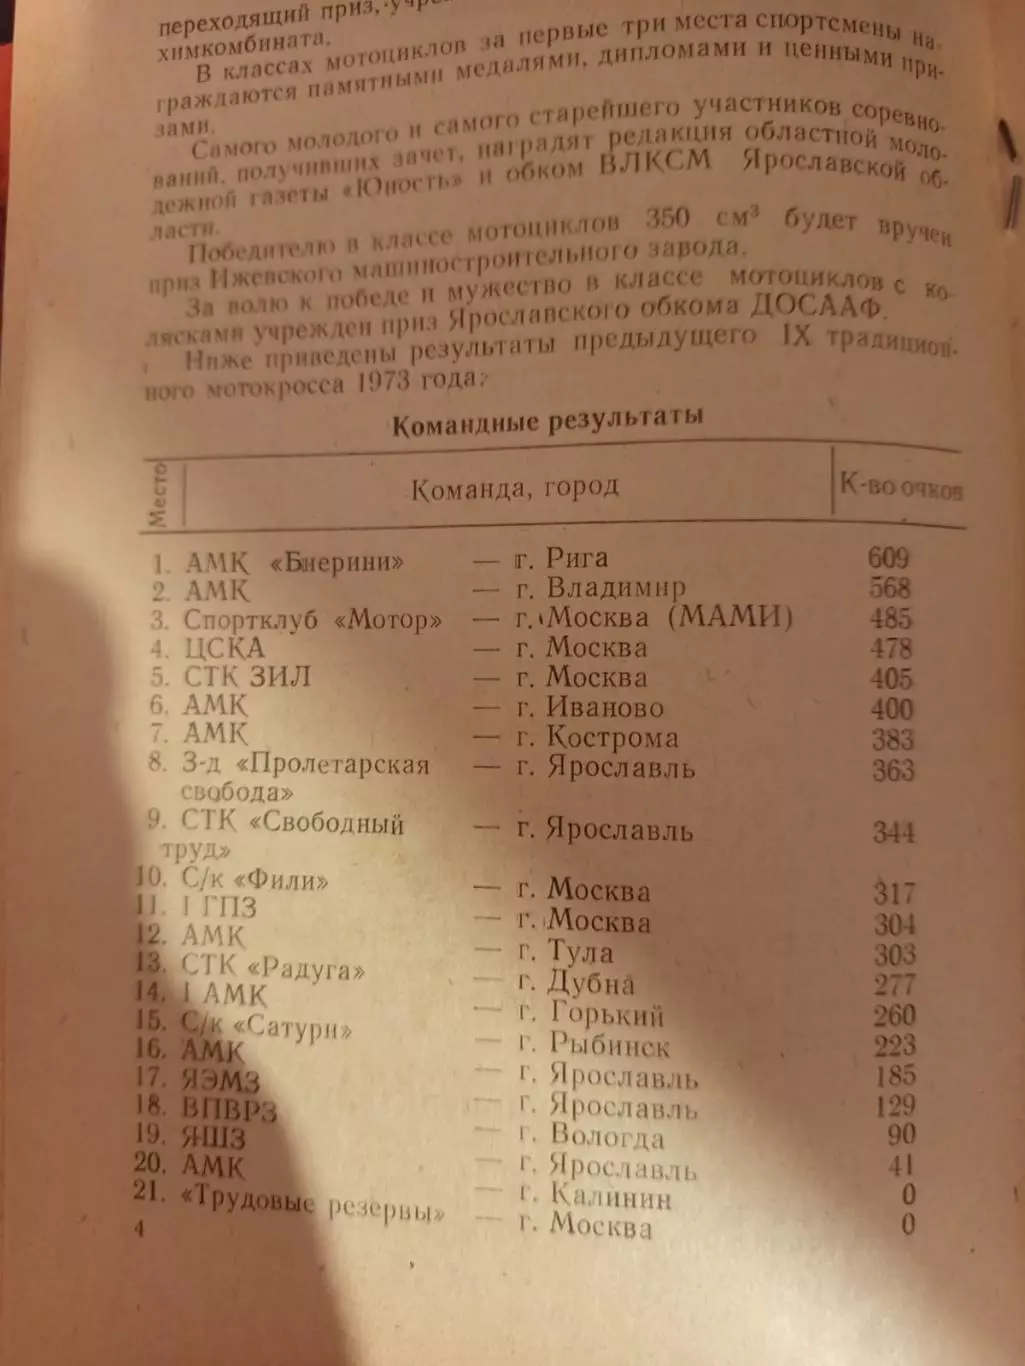 переходящий приз, учре
химкомбината.
В классах мотоциклов за первые три места спортсмены на-
граждаются памятными медалями, дипломами и ценными при-
зами.
Самого молодого и самого старейшего участников соревно-
ваний, получивших зачет, наградят редакция областной моло-
дежной газеты «Юность» и обком ВЛКСМ Ярославской об-
ласти.
Победителю в классе мотоциклов 350 см³ будет вручен
приз Ижевского машиностроительного завода.
За волю к победе и мужество в классе мотоциклов с ко-
лясками учрежден приз Ярославского обкома ДОСААФ.
Ниже приведены результаты предыдущего IX традицион-
ного мотокросса 1973 года:
Командные результаты
Место Команда, город К-во очков
1. АМК «Биерини» — г. Рига 609
2. АМК — г. Владимир 568
3. Спортклуб «Мотор» — г. Москва (МАМИ) 485
4. ЦСКА — г. Москва 478
5. СТК ЗИЛ — г. Москва 405
6. АМК — г. Иваново 400
7. АМК — г. Кострома 383
8. З-д «Пролетарская — г. Ярославль 363
свобода»
9. СТК «Свободный — г. Ярославль 344
труд»
10. С/к «Фили» — г. Москва 317
11. I ГПЗ — г. Москва 304
12. АМК — г. Тула 303
13. СТК «Радуга» — г. Дубна 277
14. I АМК — г. Горький 260
15. С/к «Сатурн» — г. Рыбинск 223
16. АМК — г. Ярославль 185
17. ЯЭМЗ — г. Ярославль 129
18. ВПВРЗ — г. Вологда 90
19. ЯШЗ — г. Ярославль 41
20. АМК — г. Калинин 0
21. «Трудовые резервы» — г. Москва 0
4